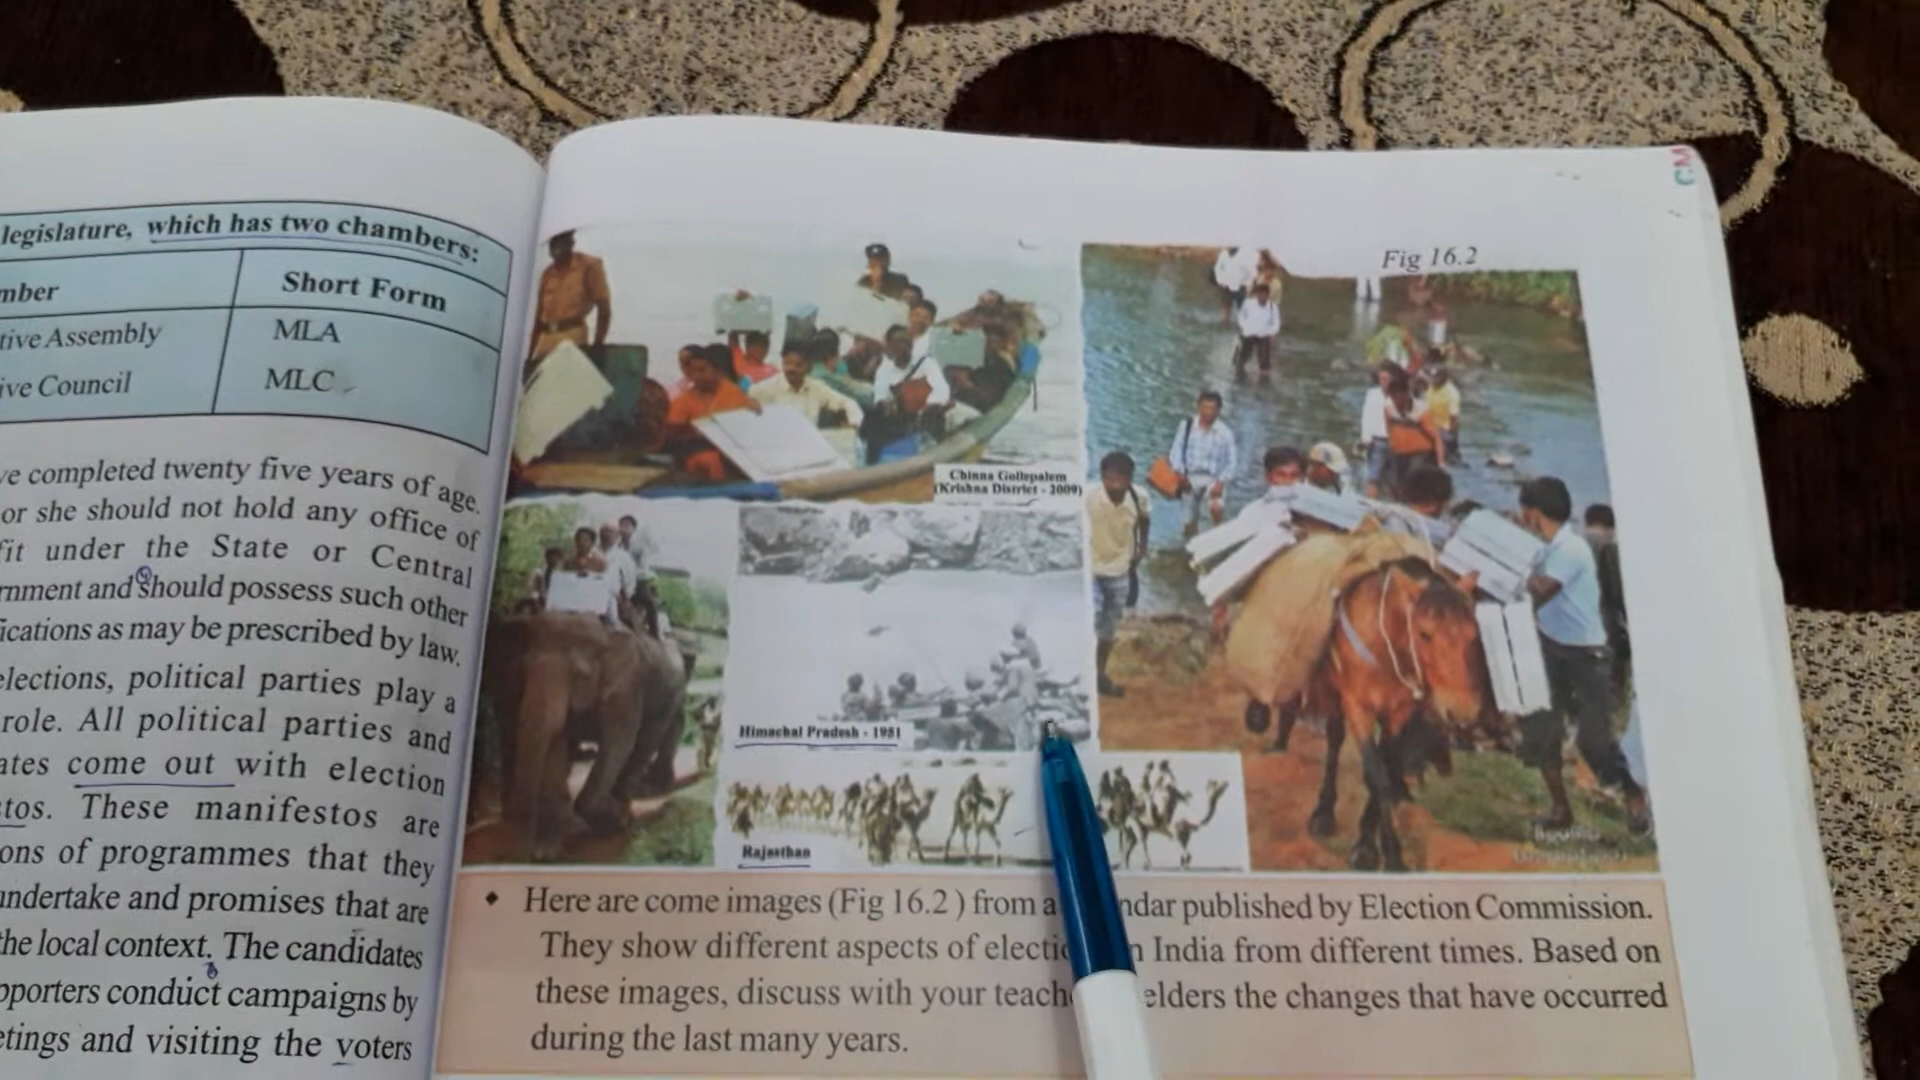 legislature, which has two chambers:
mber Short Form
tive Assembly MLA
ive Council MLC
ve completed twenty five years of age.
or she should not hold any office of
fit under the State or Central
rnment and should possess such other
ications as may be prescribed by law.
elections, political parties play a
role. All political parties and
ates come out with election
stos. These manifestos are
ons of programmes that they
undertake and promises that are
the local context. The candidates
pporters conduct campaigns by
etings and visiting the voters
CM
Fig 16.2
Chinna Gollepalem
(Krishna District - 2009)
Himachal Pradesh - 1951
Rajasthan
Here are come images (Fig 16.2 ) from a ndar published by Election Commission.
They show different aspects of electi n India from different times. Based on
these images, discuss with your teach elders the changes that have occurred
during the last many years.